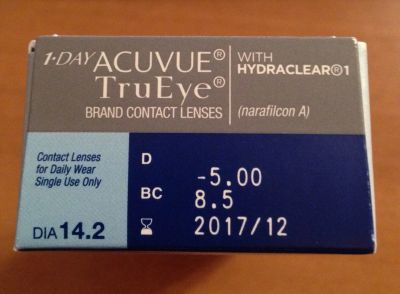 1·DAY ACUVUE®
TruEye®
BRAND CONTACT LENSES
WITH
HYDRACLEAR®1
(narafilcon A)
Contact Lenses
for Daily Wear
Single Use Only
DIA 14.2
D -5.00
BC 8.5
2017/12